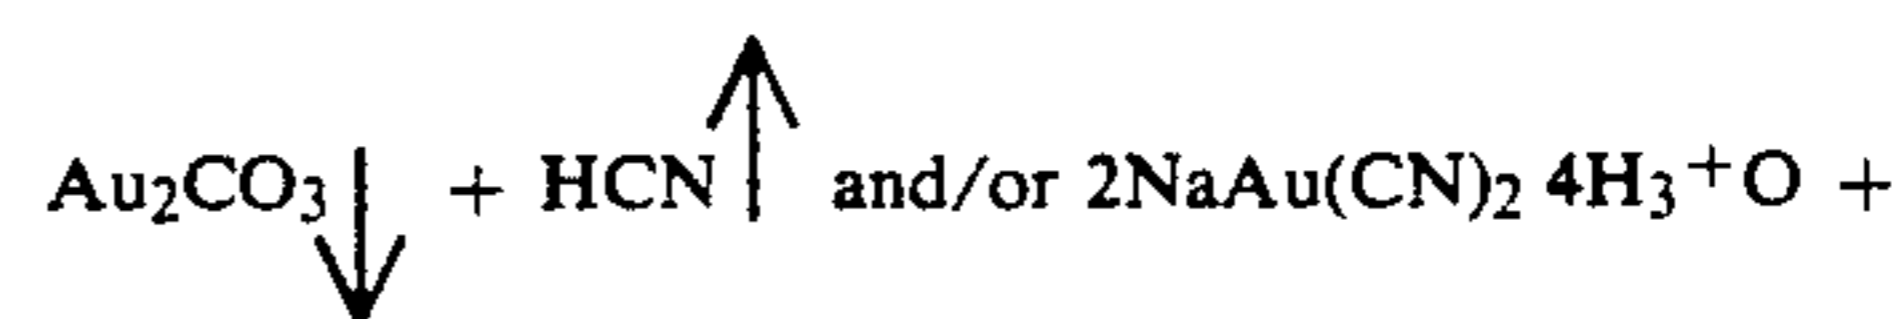 Au₂CO₃↓ + HCN↑ and/or 2NaAu(CN)₂ 4H₃⁺O +